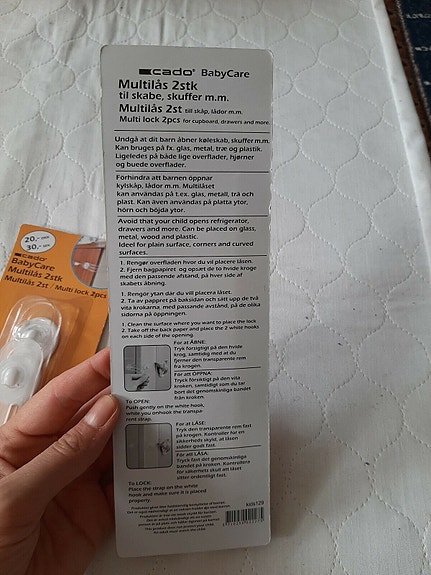 cado® BabyCare
Multilås 2stk
til skabe, skuffer m.m.
Multilås 2st til skåp, lådor m.m.
Multi lock 2pcs for cupboard, drawers and more.
Undgå at dit barn åbner køleskab, skuffer m.m.
Kan bruges på fx. glas, metal, træ og plastik.
Ligeledes på både lige overflader, hjørner
og buede overflader.
Förhindra att barnen öppnar
kylskåp, lådor m.m. Multilåset
kan användas på t.ex. glas, metall, trä och
plast. Kan även användas på platta ytor,
hörn och böjda ytor.
Avoid that your child opens refrigerator,
drawers and more. Can be placed on glass,
metal, wood and plastic.
Ideel for plain surface, corners and curved
surfaces.
1. Rengør overfladen hvor du vil placere låsen.
2. Fjern bagpapiret og opsæt de to hvide kroge
med den passende afstand, på hver side af
skabets åbning.
1. Rengör ytan där du vill placera låset.
2. Ta av pappret på baksidan och sätt upp de två
vita krokarna, med passande avstånd, på de olika
sidorna på öppningen.
1. Clean the surface where you want to place the lock.
2. Take off the back paper and place the 2 white hooks
on each side of the opening.
For at ÅBNE:
Tryk forsigtigt på den hvide
krog, samtidig med at du
fjerner den transparente rem
fra krogen.
För att ÖPPNA:
Tryck försiktigt på den vita
kroken, samtidigt som du tar
bort det genomskinliga bandet
från kroken.
To OPEN:
Push gently on the white hook,
while you unhook the transpa-
rent strap.
For at LÅSE:
Tryk den transparente rem fast
på krogen. Kontroller for en
sikkerheds skyld, at låsen
sidder godt fast.
För att LÅSA:
Tryck fast det genomskinliga
bandet på kroken. Kontrollera
för säkerhets skull att låset
sitter ordentligt fast.
To LOCK:
Place the strap on the white
hook and make sure it is placed
properly.
kids129
20.- DKK
30.-
cado®
BabyCare
Multilås 2stk
Multilås 2st / Multi lock 2pcs